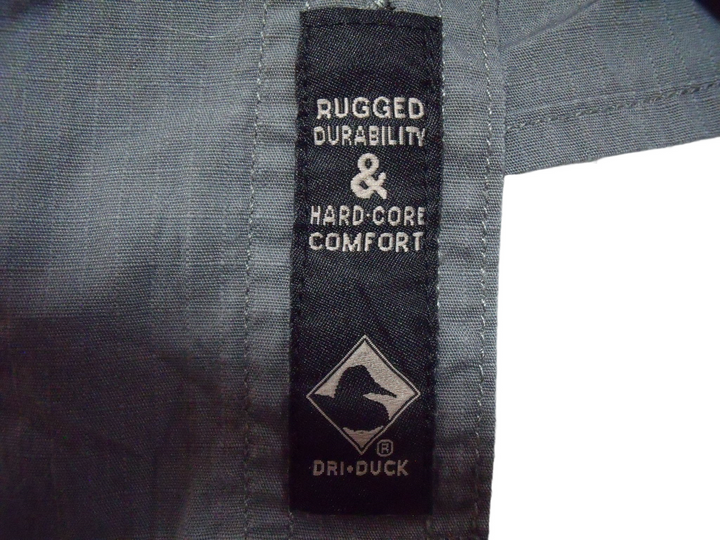 RUGGED
DURABILITY
&
HARD·CORE
COMFORT
®
DRI•DUCK